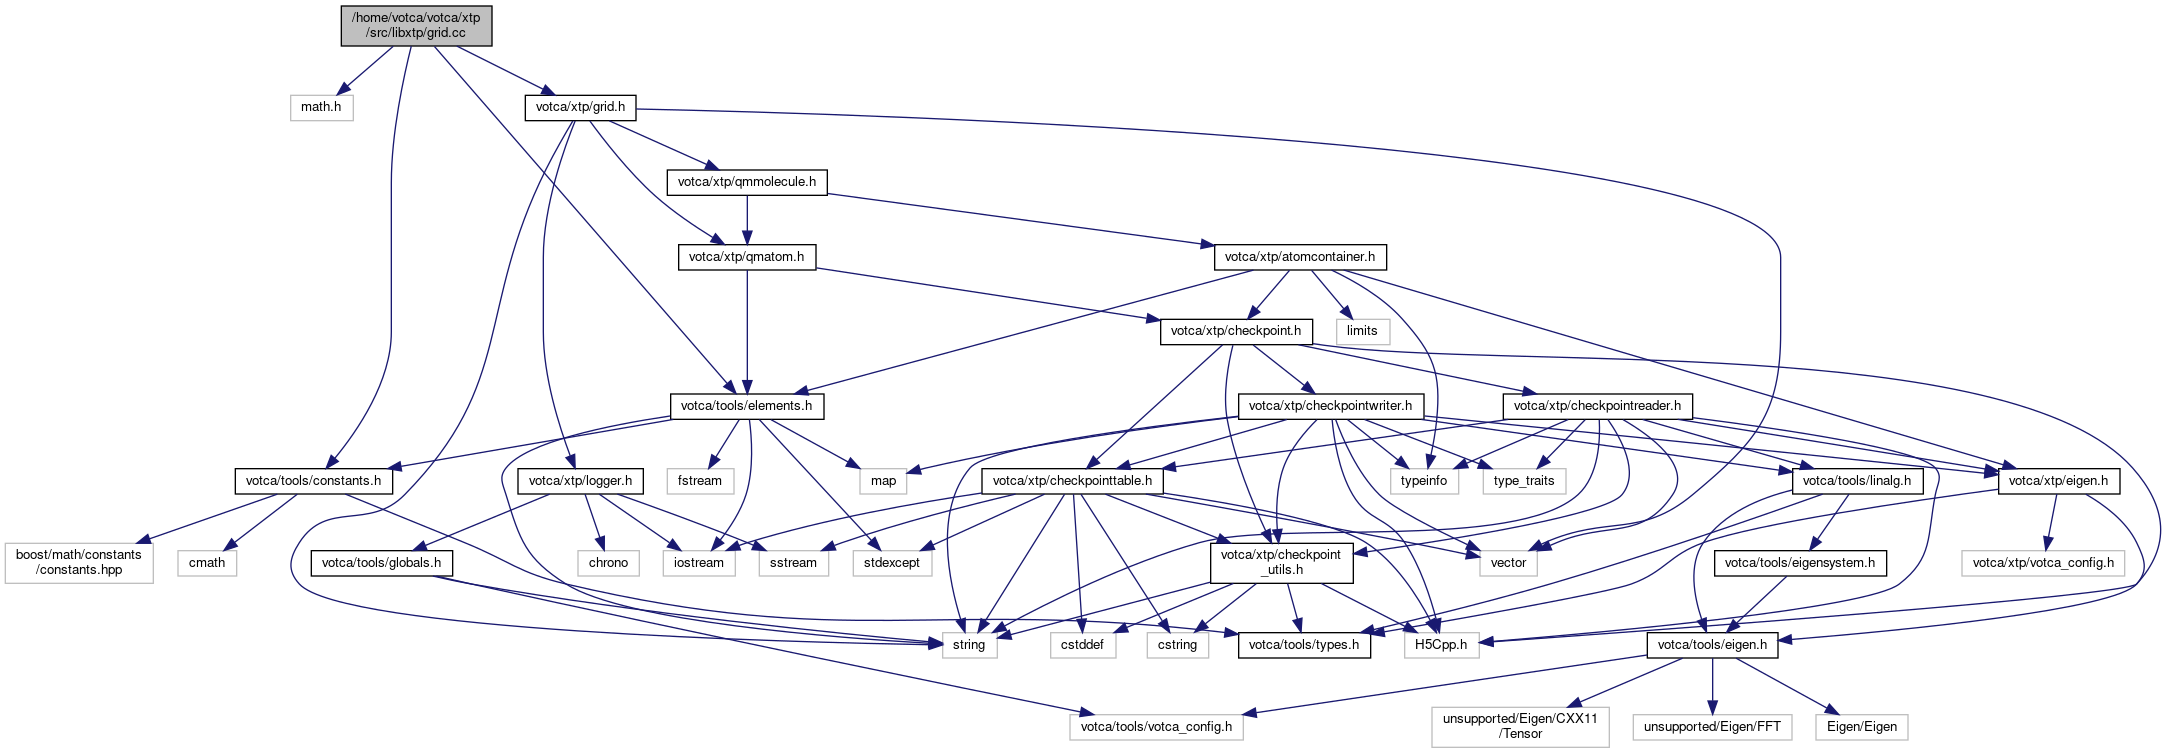 /home/votca/votca/xtp
/src/libxtp/grid.cc
math.h
votca/xtp/grid.h
votca/xtp/qmmolecule.h
votca/xtp/qmatom.h
votca/xtp/atomcontainer.h
votca/xtp/checkpoint.h
limits
votca/tools/elements.h
votca/xtp/checkpointwriter.h
votca/xtp/checkpointreader.h
votca/tools/constants.h
votca/xtp/logger.h
fstream
map
votca/xtp/checkpointtable.h
typeinfo
type_traits
votca/tools/linalg.h
votca/xtp/eigen.h
boost/math/constants
/constants.hpp
cmath
votca/tools/globals.h
chrono
iostream
sstream
stdexcept
votca/xtp/checkpoint
_utils.h
vector
votca/tools/eigensystem.h
votca/xtp/votca_config.h
string
cstddef
cstring
votca/tools/types.h
H5Cpp.h
votca/tools/eigen.h
votca/tools/votca_config.h
unsupported/Eigen/CXX11
/Tensor
unsupported/Eigen/FFT
Eigen/Eigen